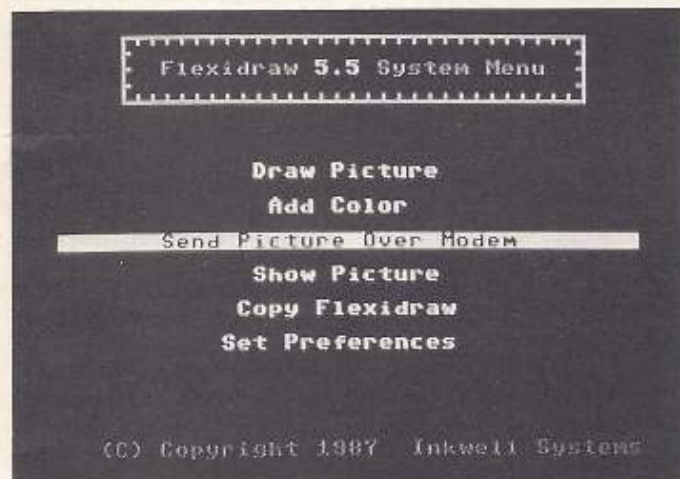 Flexidraw 5.5 System Menu
Draw Picture
Add Color
Send Picture Over Modem
Show Picture
Copy Flexidraw
Set Preferences
(C) Copyright 1987 Inkwell Systems